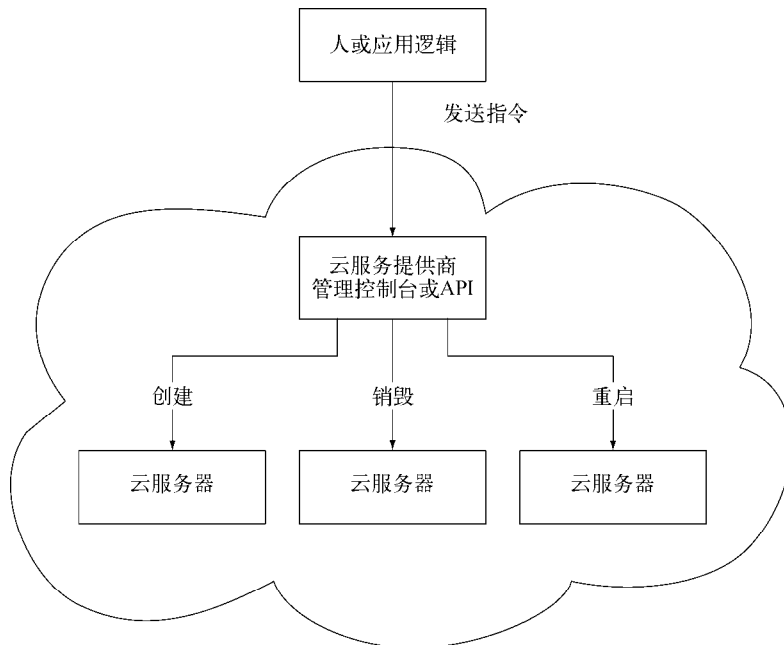 人或应用逻辑
发送指令
云服务提供商
管理控制台或API
创建
销毁
重启
云服务器
云服务器
云服务器